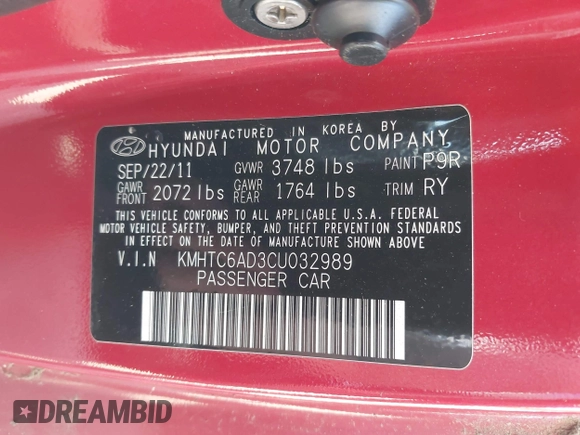 MANUFACTURED IN KOREA BY
HYUNDAI MOTOR COMPANY
SEP/22/11 GVWR 3748 lbs PAINT P9R
GAWR FRONT 2072 lbs GAWR REAR 1764 lbs TRIM RY
THIS VEHICLE CONFORMS TO ALL APPLICABLE U.S.A. FEDERAL
MOTOR VEHICLE SAFETY, BUMPER, AND THEFT PREVENTION STANDARDS
IN EFFECT ON THE DATE OF MANUFACTURE SHOWN ABOVE.
V.I.N KMHTC6AD3CU032989
PASSENGER CAR
DREAMBID